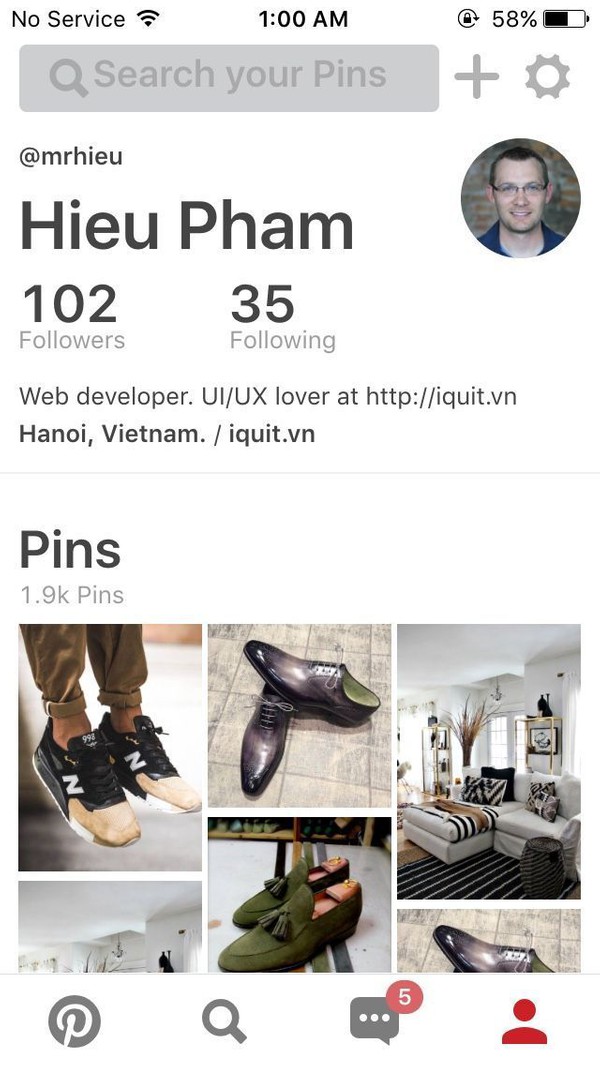 No Service 1:00 AM 58%
Search your Pins
@mrhieu
Hieu Pham
102 35
Followers Following
Web developer. UI/UX lover at http://iquit.vn
Hanoi, Vietnam. / iquit.vn
Pins
1.9k Pins
998
N N
5